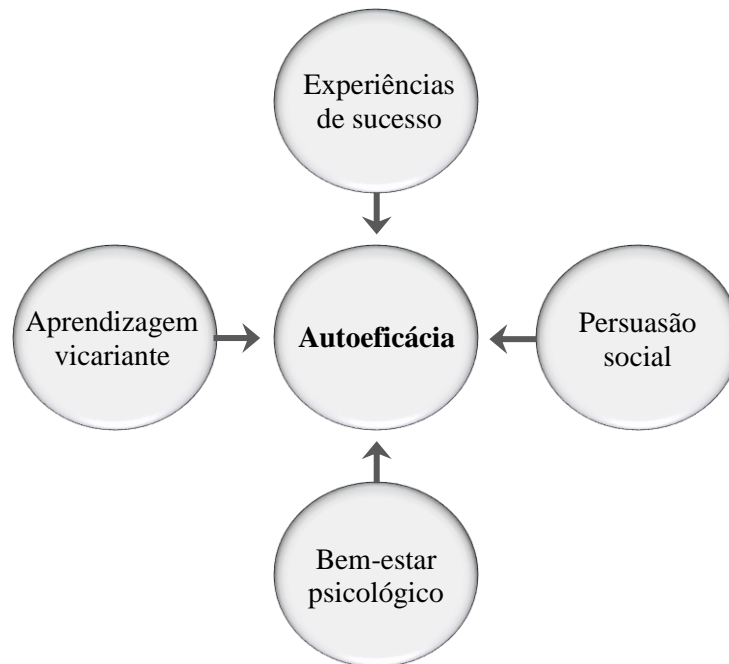 Experiências
de sucesso
Aprendizagem
vicariante
Autoeficácia
Persuasão
social
Bem-estar
psicológico